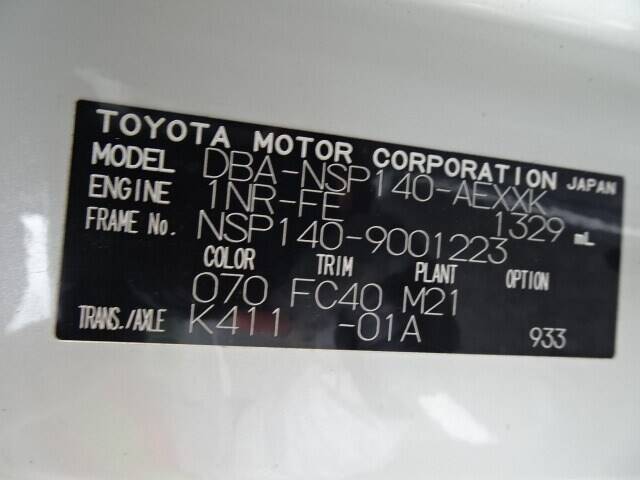 TOYOTA MOTOR CORPORATION JAPAN
MODEL DBA-NSP140-AEXXK
ENGINE 1NR-FE 1329 mL
FRAME No. NSP140-9001223
COLOR TRIM PLANT OPTION
070 FC40 M21
TRANS./AXLE K411 -01A 933